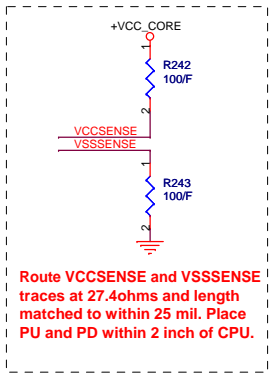 +VCC_CORE
1
R242
100/F
2
VCCSENSE
VSSSENSE
1
R243
100/F
2
Route VCCSENSE and VSSSENSE
traces at 27.4ohms and length
matched to within 25 mil. Place
PU and PD within 2 inch of CPU.